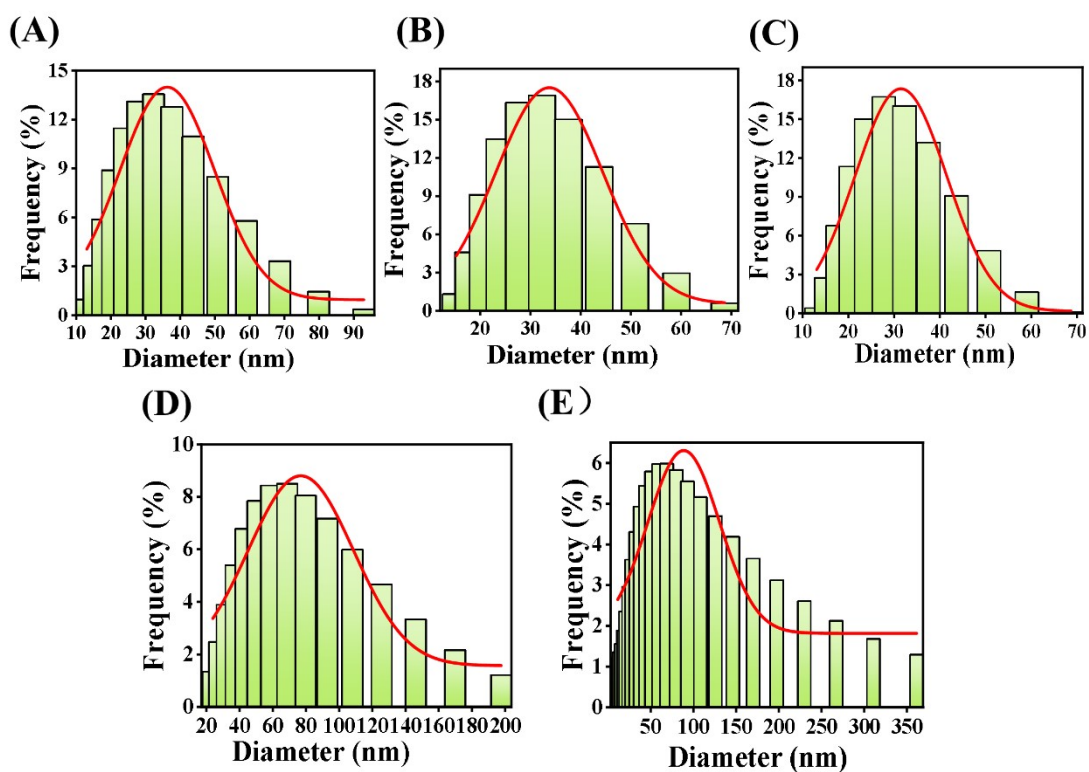 (A)
15
12
9
6
3
0
Frequency (%)
10 20 30 40 50 60 70 80 90
Diameter (nm)
(B)
18
15
12
9
6
3
0
Frequency (%)
20 30 40 50 60 70
Diameter (nm)
(C)
18
15
12
9
6
3
0
Frequency (%)
10 20 30 40 50 60 70
Diameter (nm)
(D)
10
8
6
4
2
0
Frequency (%)
20 40 60 80 100 120 140 160 180 200
Diameter (nm)
(E）
6
5
4
3
2
1
0
Frequency (%)
50 100 150 200 250 300 350
Diameter (nm)